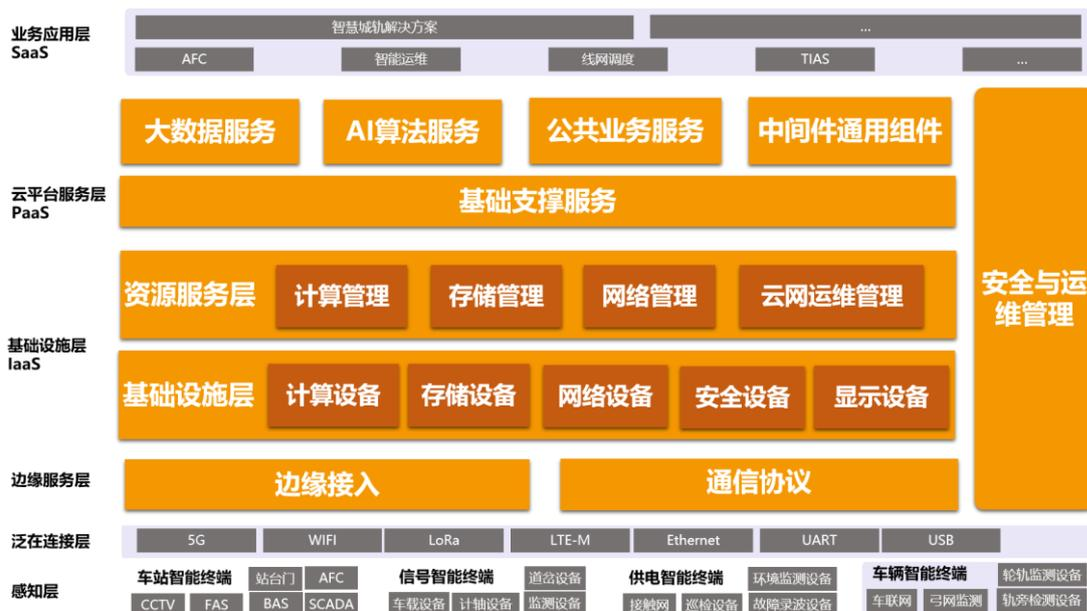 业务应用层
SaaS
智慧城轨解决方案
...
AFC
智能运维
线网调度
TIAS
...
大数据服务
AI算法服务
公共业务服务
中间件通用组件
云平台服务层
PaaS
基础支撑服务
安全与运
维管理
资源服务层
计算管理
存储管理
网络管理
云网运维管理
基础设施层
IaaS
基础设施层
计算设备
存储设备
网络设备
安全设备
显示设备
边缘服务层
边缘接入
通信协议
泛在连接层
5G
WIFI
LoRa
LTE-M
Ethernet
UART
USB
感知层
车站智能终端
站台门
AFC
CCTV
FAS
BAS
SCADA
信号智能终端
道岔设备
车载设备
计轴设备
监测设备
供电智能终端
环境监测设备
接触网
巡检设备
故障录波设备
车辆智能终端
轮轨检测设备
车联网
弓网监测
轨旁检测设备